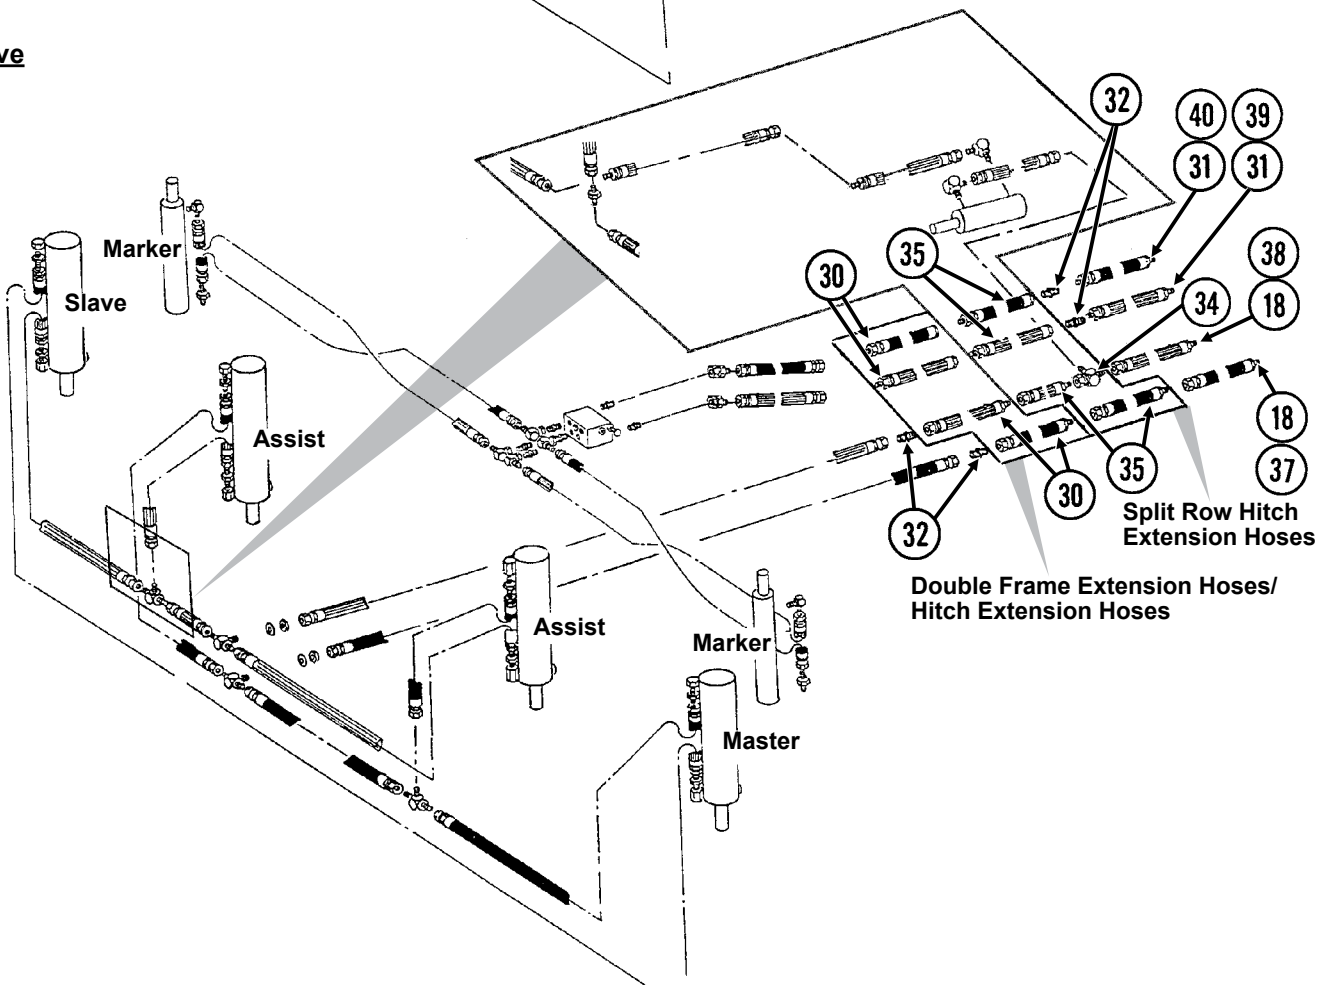 ve
32
40 39
31 31
Marker
Slave
35
38
30
34
18
Assist
18
35
37
30
32
Split Row Hitch
Extension Hoses
Double Frame Extension Hoses/
Hitch Extension Hoses
Assist
Marker
Master